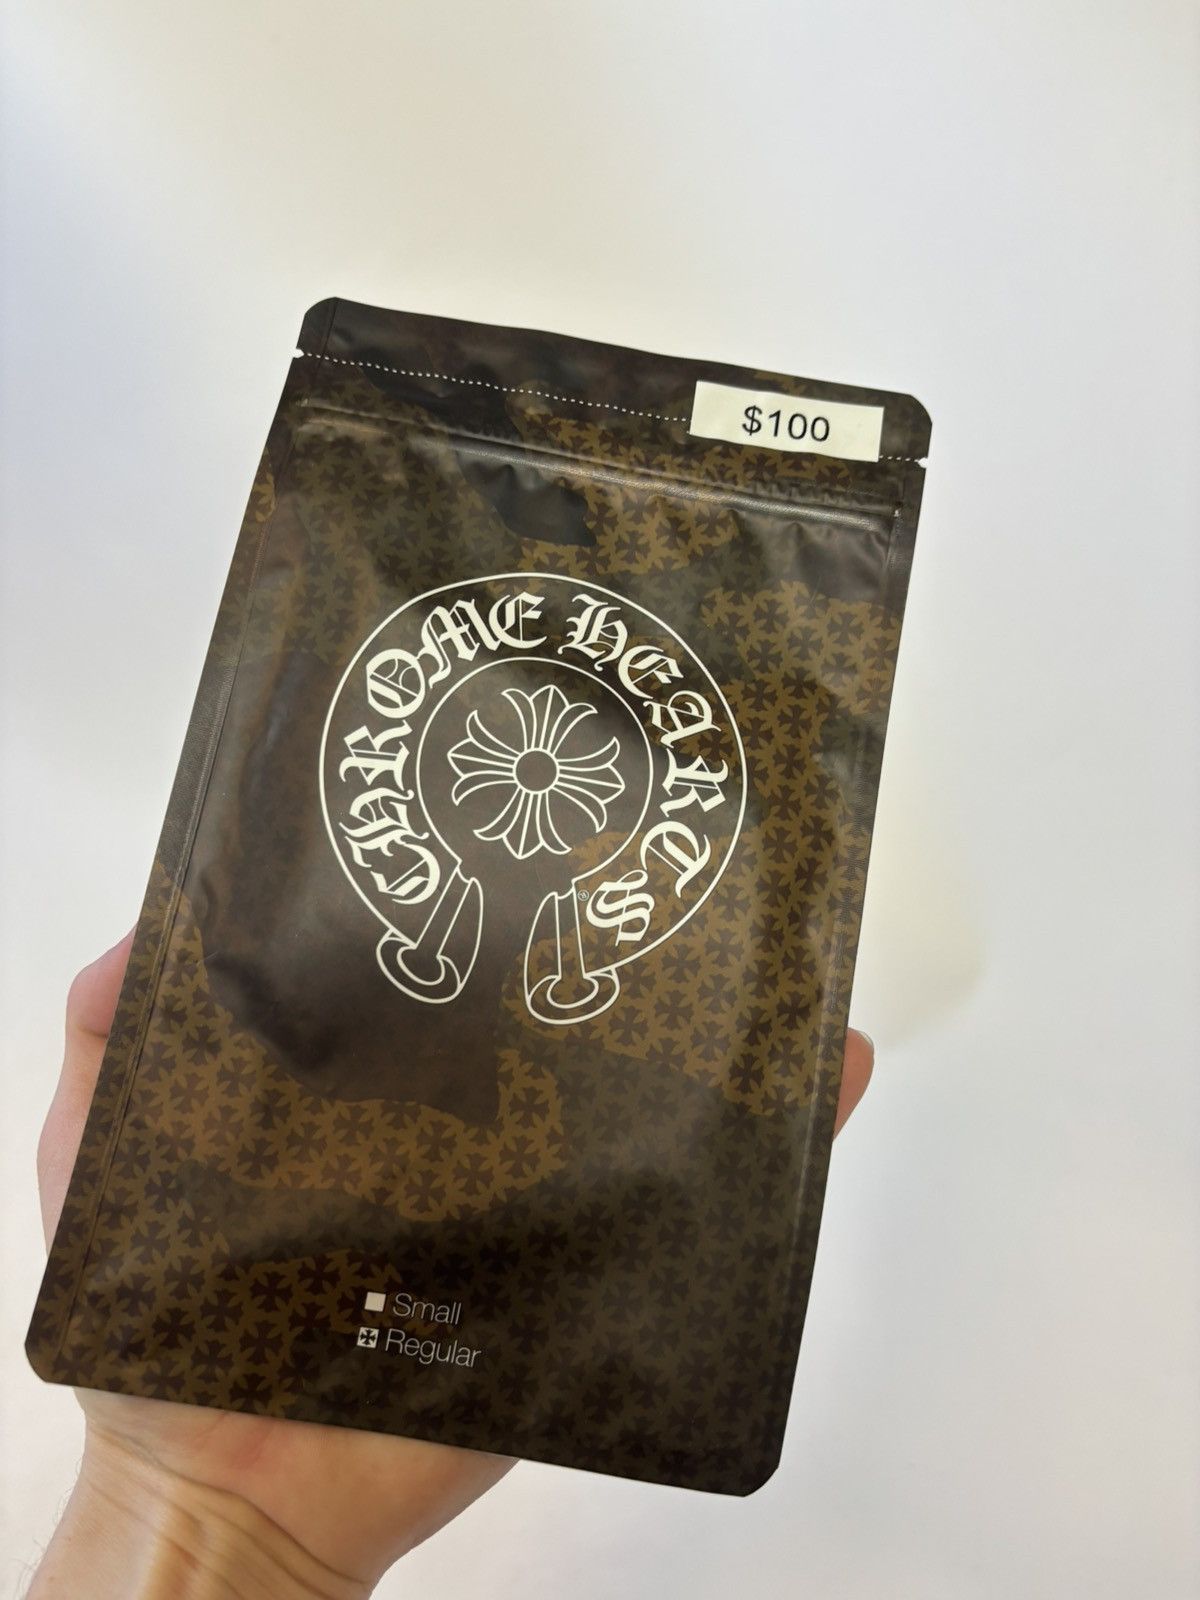 $100
CHROME HEARTS
®
Small
Regular